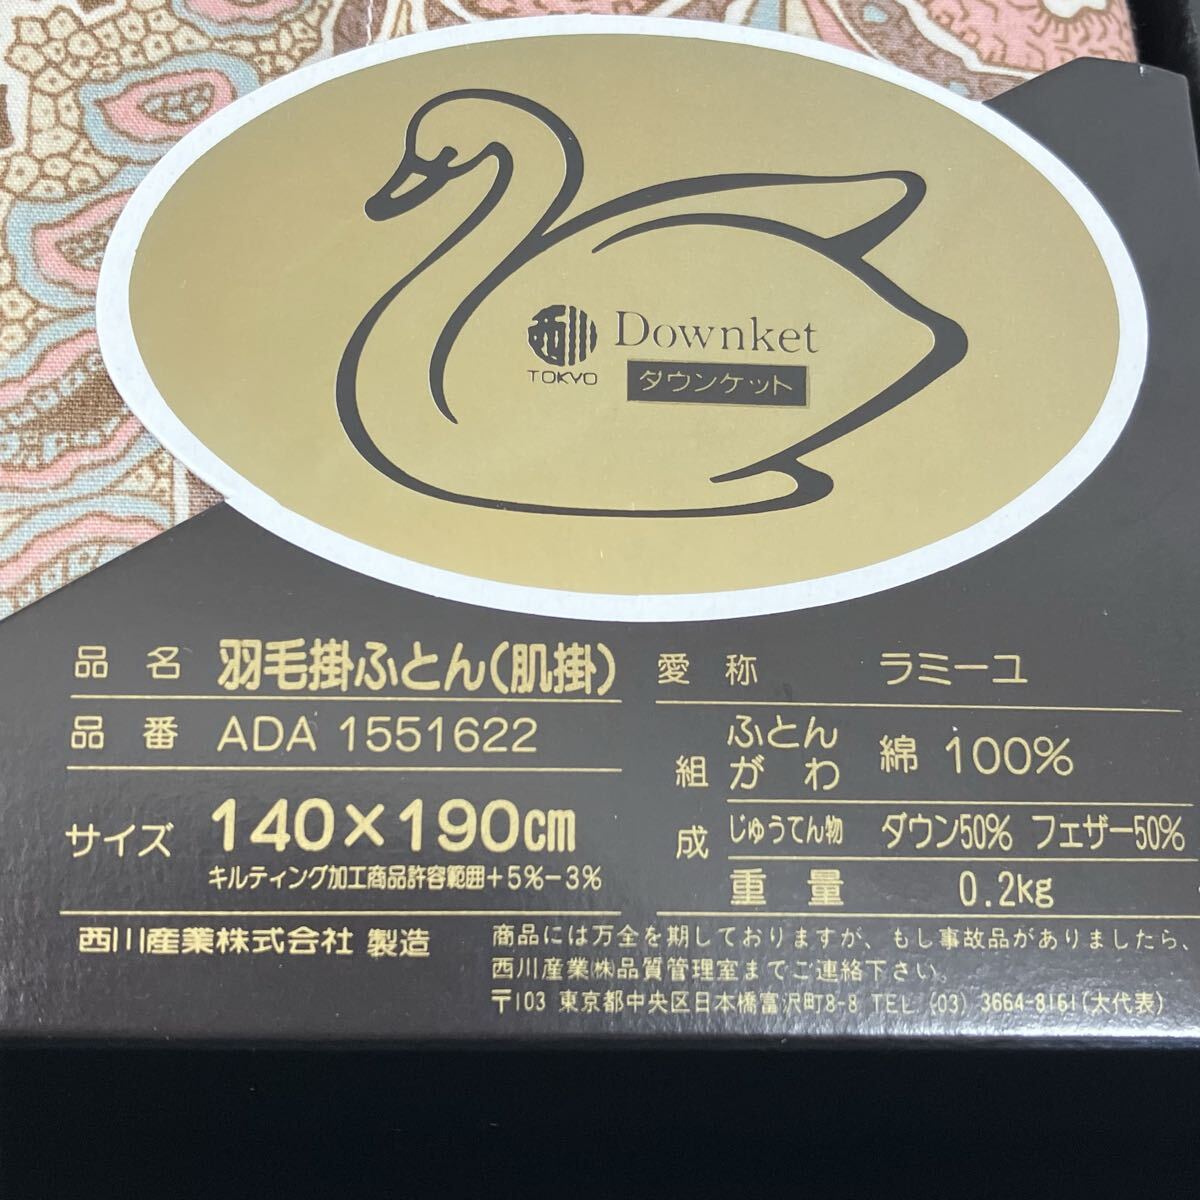 西川
TOKYO
Downket
ダウンケット
品名 羽毛掛ふとん(肌掛)
品番 ADA 1551622
サイズ 140×190cm
キルティング加工商品許容範囲+5%-3%
西川産業株式会社 製造
愛称 ラミーユ
組成 ふとんがわ 綿 100%
じゅうてん物 ダウン50% フェザー50%
重量 0.2kg
商品には万全を期しておりますが、もし事故品がありましたら、
西川産業㈱品質管理室までご連絡下さい。
〒103 東京都中央区日本橋富沢町8-8 TEL (03) 3664-8161(大代表)